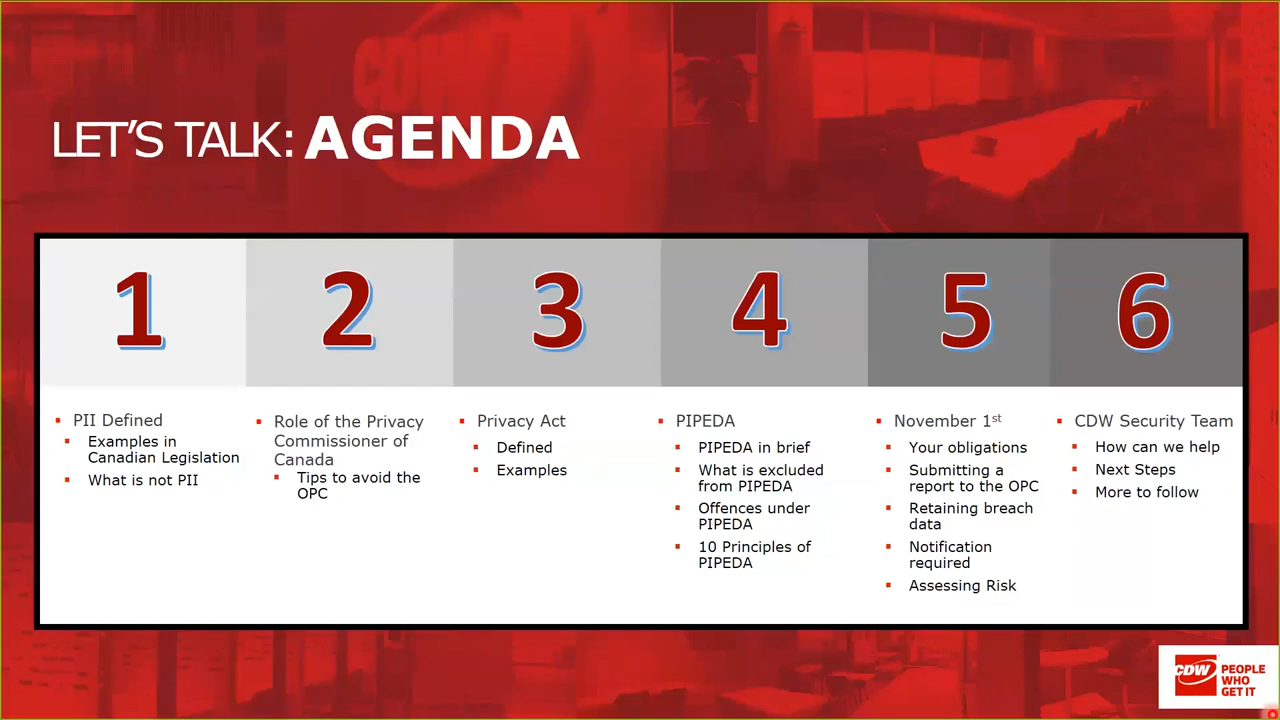 LET'S TALK: AGENDA
1
2
3
4
5
6
PII Defined
Examples in
Canadian Legislation
What is not PII
Role of the Privacy
Commissioner of
Canada
Tips to avoid the
OPC
Privacy Act
Defined
Examples
PIPEDA
PIPEDA in brief
What is excluded
from PIPEDA
Offences under
PIPEDA
10 Principles of
PIPEDA
November 1st
Your obligations
Submitting a
report to the OPC
Retaining breach
data
Notification
required
Assessing Risk
CDW Security Team
How can we help
Next Steps
More to follow
CDW
PEOPLE
WHO
GET IT